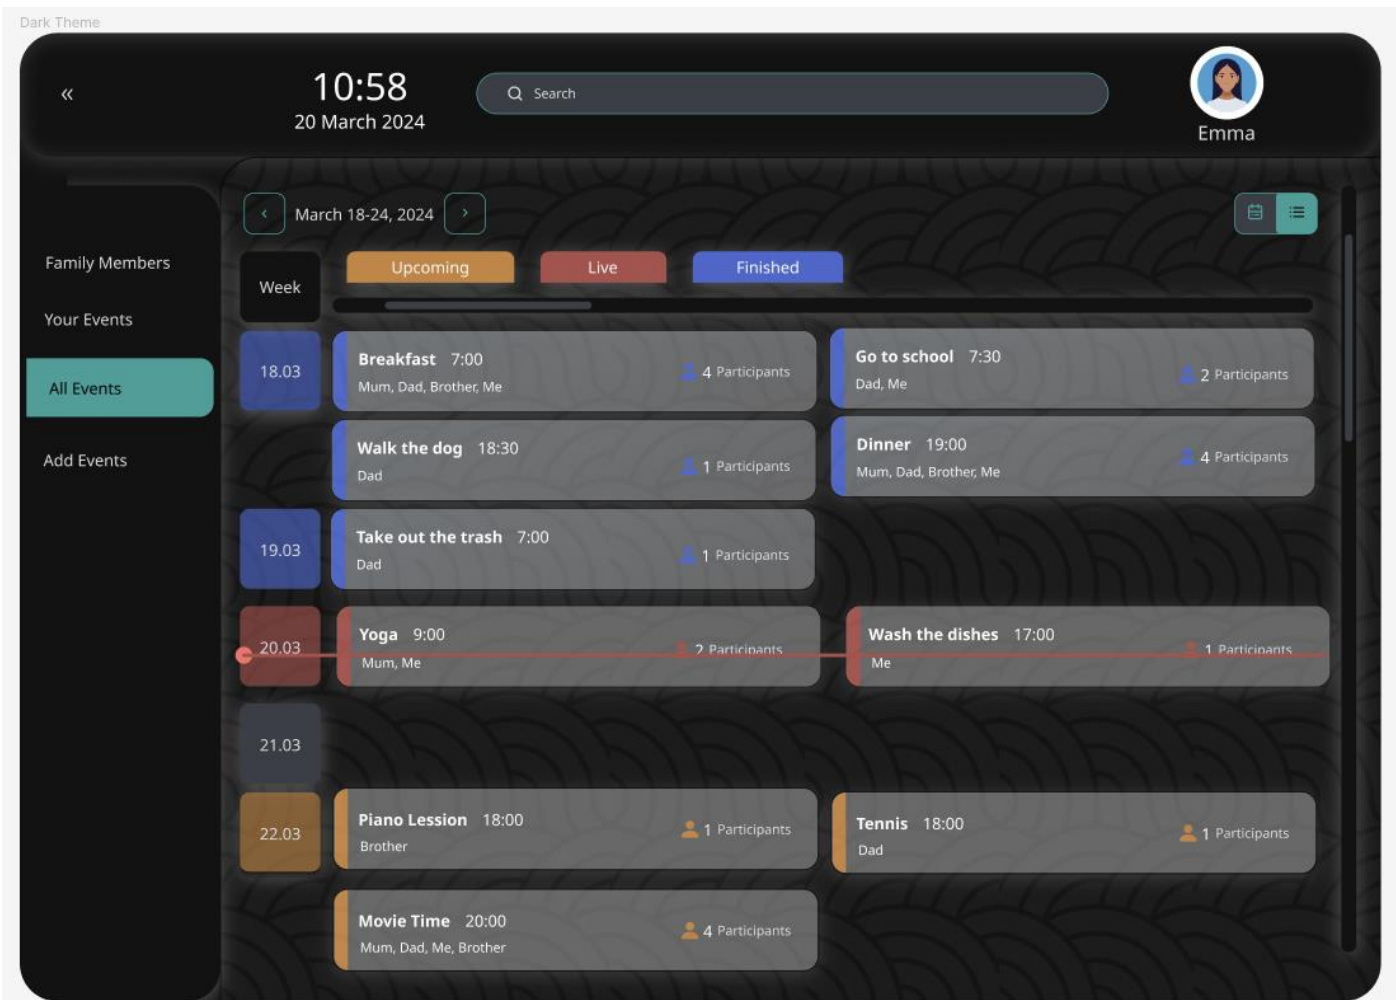 Dark Theme
«
10:58
20 March 2024
Search
Emma
Family Members
Your Events
All Events
Add Events
‹ March 18-24, 2024 ›
Week
Upcoming Live Finished
18.03
Breakfast 7:00
Mum, Dad, Brother, Me
4 Participants
Go to school 7:30
Dad, Me
2 Participants
Walk the dog 18:30
Dad
1 Participants
Dinner 19:00
Mum, Dad, Brother, Me
4 Participants
19.03
Take out the trash 7:00
Dad
1 Participants
20.03
Yoga 9:00
Mum, Me
2 Participants
Wash the dishes 17:00
Me
1 Participants
21.03
22.03
Piano Lession 18:00
Brother
1 Participants
Tennis 18:00
Dad
1 Participants
Movie Time 20:00
Mum, Dad, Me, Brother
4 Participants